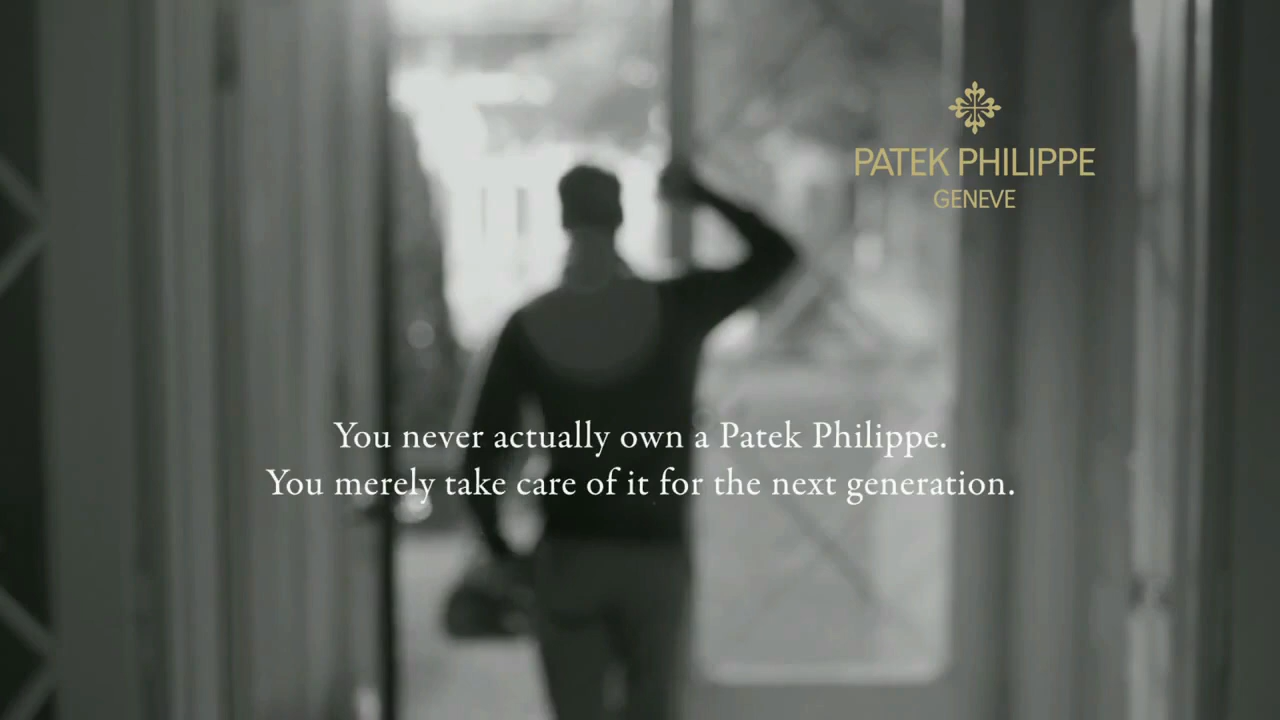 PATEK PHILIPPE
GENEVE
You never actually own a Patek Philippe.
You merely take care of it for the next generation.